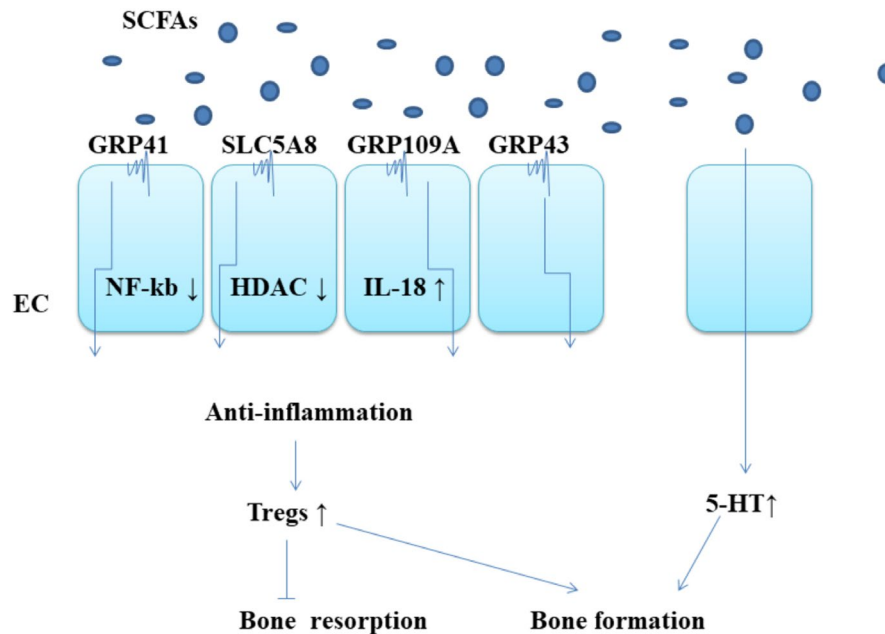 SCFAs
GRP41 SLC5A8 GRP109A GRP43
NF-kb ↓ HDAC ↓ IL-18 ↑
EC
Anti-inflammation
Tregs ↑ 5-HT↑
Bone resorption Bone formation